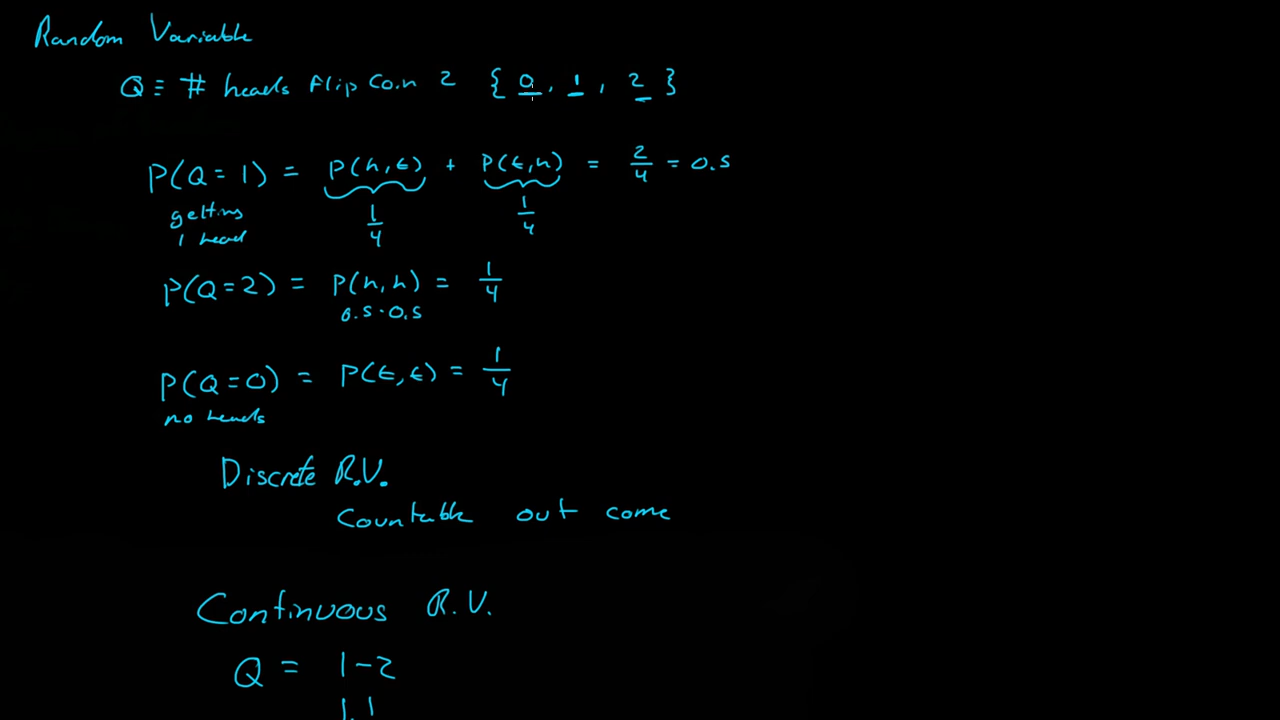 Random Variable
Q ≡ # heads Flip Coin 2 { 0, 1, 2 }
P(Q = 1) = P(h, t) + P(t, h) = 2/4 = 0.5
getting 1/4 1/4
1 head
P(Q = 2) = P(h, h) = 1/4
0.5 · 0.5
P(Q = 0) = P(t, t) = 1/4
no heads
Discrete R.V.
Countable out come
Continuous R.V.
Q = 1-2
1.1